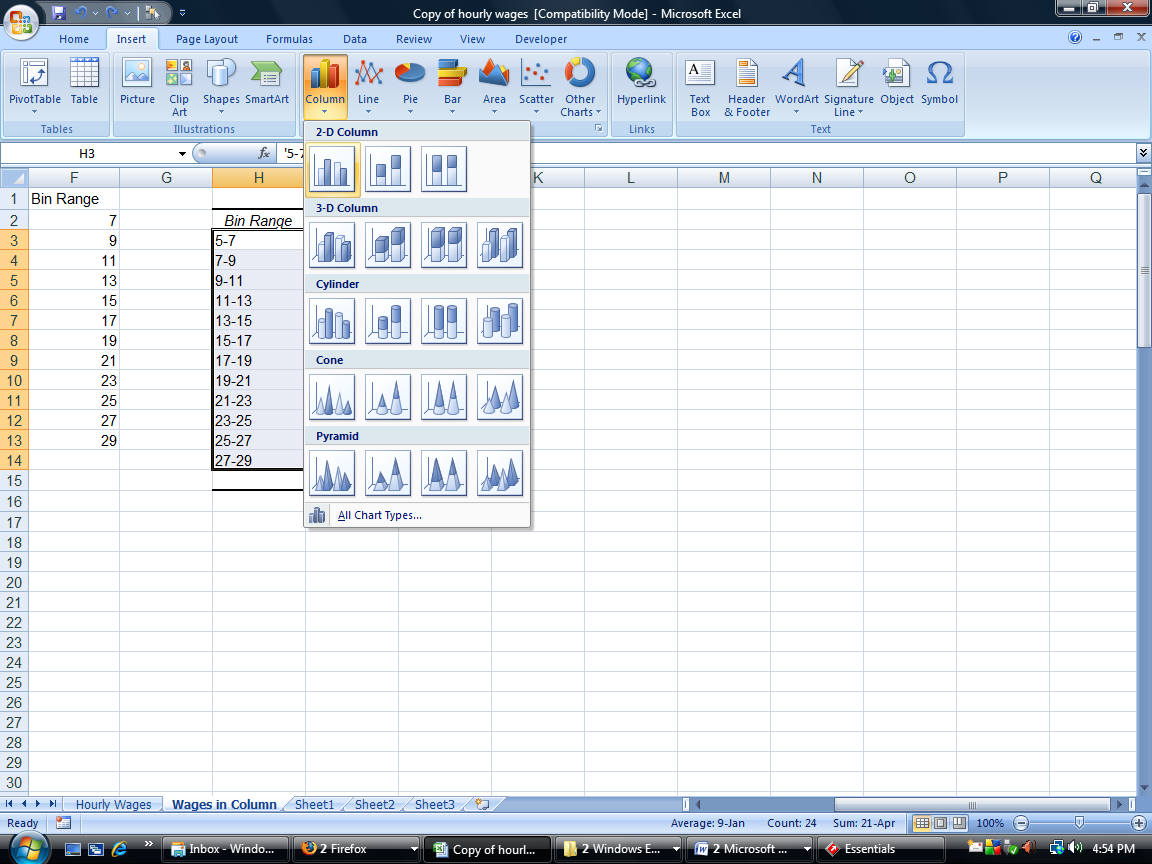 Copy of hourly wages [Compatibility Mode] - Microsoft Excel
Home Insert Page Layout Formulas Data Review View Developer
PivotTable Table Picture Clip Art Shapes SmartArt Column Line Pie Bar Area Scatter Other Charts Hyperlink Text Box Header & Footer WordArt Signature Line Object Symbol
Tables Illustrations Links Text
H3 fx '5-7
2-D Column
3-D Column
Cylinder
Cone
Pyramid
All Chart Types...
F G H K L M N O P Q
1 Bin Range
2 7 Bin Range
3 9 5-7
4 11 7-9
5 13 9-11
6 15 11-13
7 17 13-15
8 19 15-17
9 21 17-19
10 23 19-21
11 25 21-23
12 27 23-25
13 29 25-27
14 27-29
15
16
17
18
19
20
21
22
23
24
25
26
27
28
29
30
Hourly Wages Wages in Column Sheet1 Sheet2 Sheet3
Ready Average: 9-Jan Count: 24 Sum: 21-Apr 100%
Inbox - Windo... 2 Firefox Copy of hourl... 2 Windows E... 2 Microsoft ... Essentials 4:54 PM